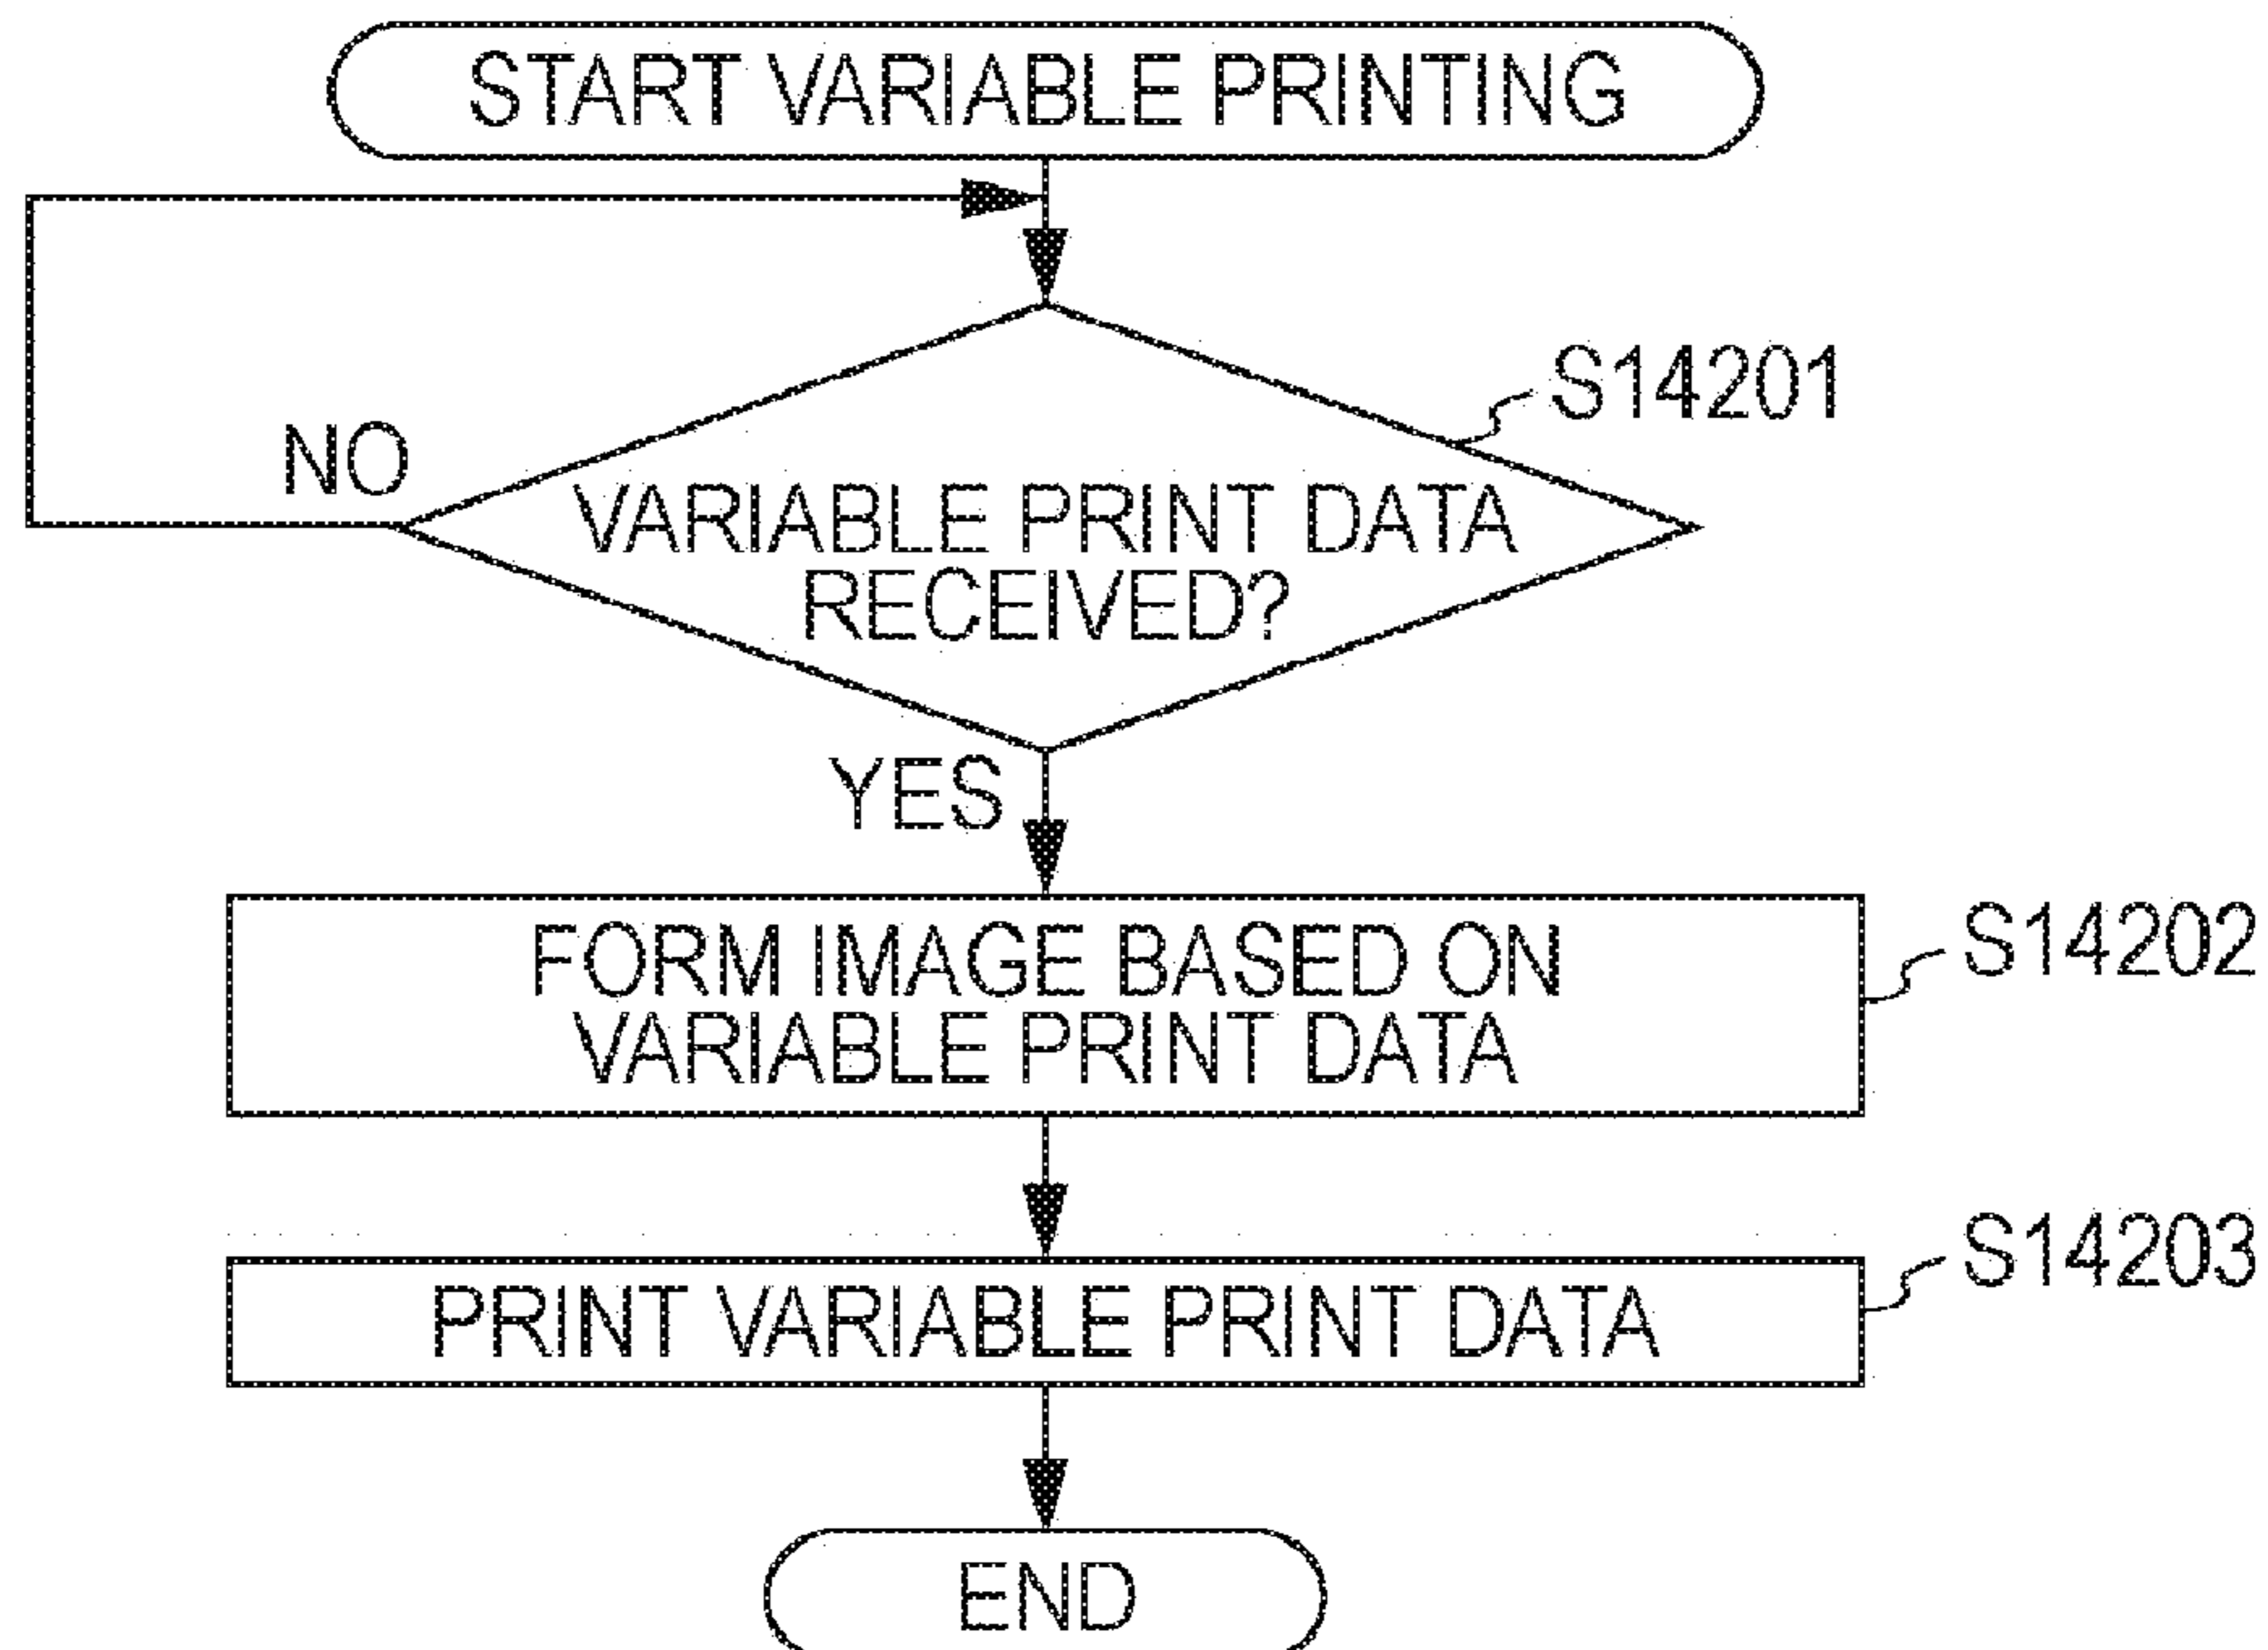 START VARIABLE PRINTING
S14201
NO
VARIABLE PRINT DATA
RECEIVED?
YES
FORM IMAGE BASED ON
VARIABLE PRINT DATA
S14202
PRINT VARIABLE PRINT DATA
S14203
END